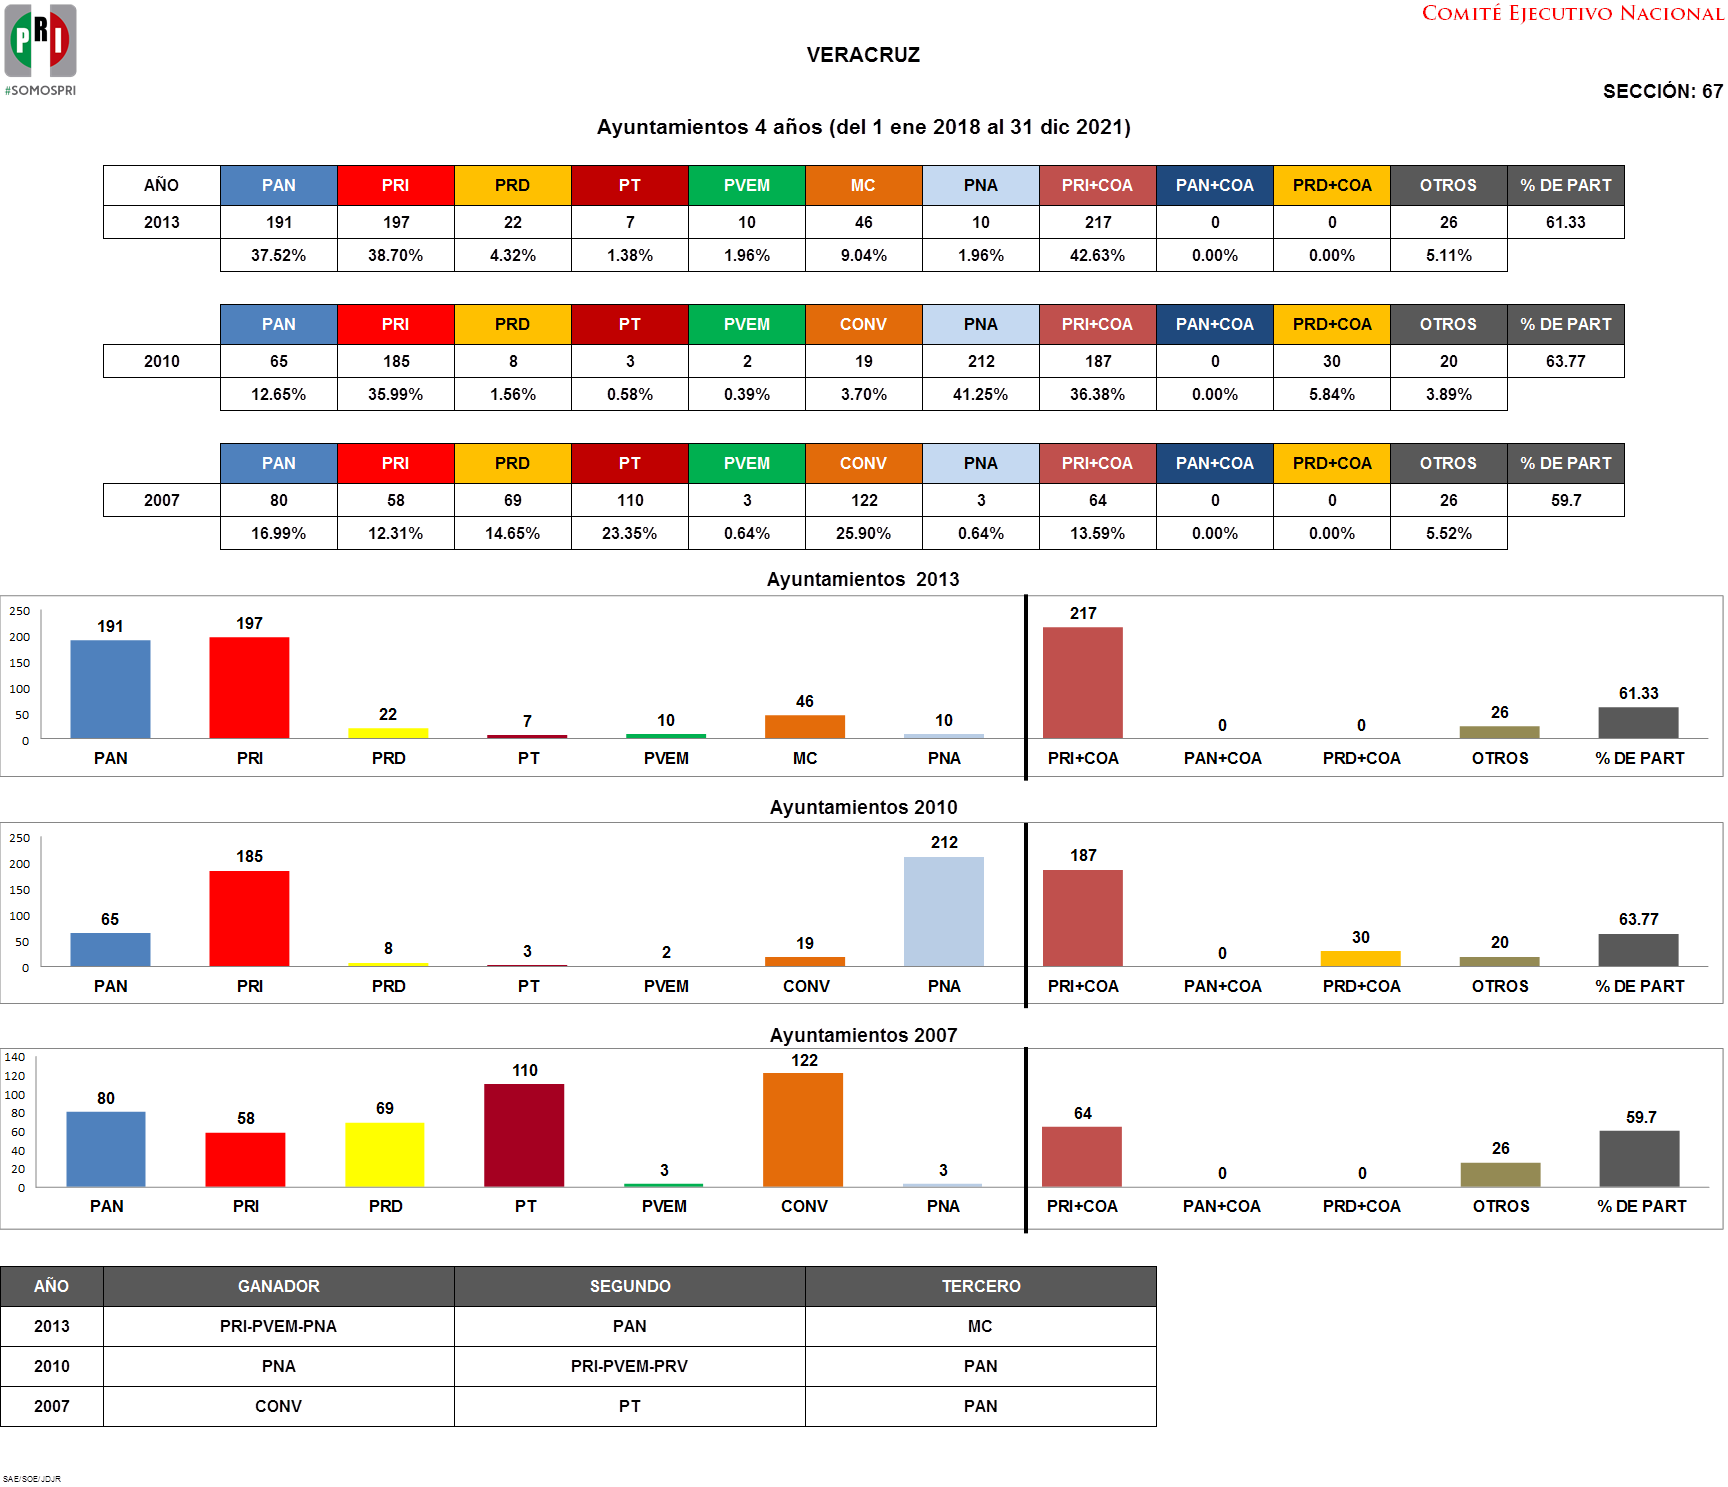 PRI
#SOMOSPRI
COMITÉ EJECUTIVO NACIONAL
VERACRUZ
SECCIÓN: 67
Ayuntamientos 4 años (del 1 ene 2018 al 31 dic 2021)
AÑO PAN PRI PRD PT PVEM MC PNA PRI+COA PAN+COA PRD+COA OTROS % DE PART
2013 191 197 22 7 10 46 10 217 0 0 26 61.33
37.52% 38.70% 4.32% 1.38% 1.96% 9.04% 1.96% 42.63% 0.00% 0.00% 5.11%
PAN PRI PRD PT PVEM CONV PNA PRI+COA PAN+COA PRD+COA OTROS % DE PART
2010 65 185 8 3 2 19 212 187 0 30 20 63.77
12.65% 35.99% 1.56% 0.58% 0.39% 3.70% 41.25% 36.38% 0.00% 5.84% 3.89%
PAN PRI PRD PT PVEM CONV PNA PRI+COA PAN+COA PRD+COA OTROS % DE PART
2007 80 58 69 110 3 122 3 64 0 0 26 59.7
16.99% 12.31% 14.65% 23.35% 0.64% 25.90% 0.64% 13.59% 0.00% 0.00% 5.52%
Ayuntamientos 2013
250
200
150
100
50
0
191 197 22 7 10 46 10 217 0 0 26 61.33
PAN PRI PRD PT PVEM MC PNA PRI+COA PAN+COA PRD+COA OTROS % DE PART
Ayuntamientos 2010
250
200
150
100
50
0
65 185 8 3 2 19 212 187 0 30 20 63.77
PAN PRI PRD PT PVEM CONV PNA PRI+COA PAN+COA PRD+COA OTROS % DE PART
Ayuntamientos 2007
140
120
100
80
60
40
20
0
80 58 69 110 3 122 3 64 0 0 26 59.7
PAN PRI PRD PT PVEM CONV PNA PRI+COA PAN+COA PRD+COA OTROS % DE PART
AÑO GANADOR SEGUNDO TERCERO
2013 PRI-PVEM-PNA PAN MC
2010 PNA PRI-PVEM-PRV PAN
2007 CONV PT PAN
SAE/SOE/JDJR